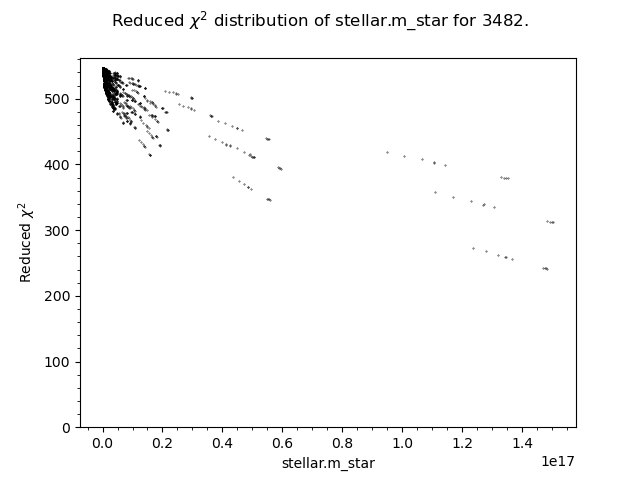 Reduced χ² distribution of stellar.m_star for 3482.
Reduced χ²
500
400
300
200
100
0
0.0 0.2 0.4 0.6 0.8 1.0 1.2 1.4
1e17
stellar.m_star